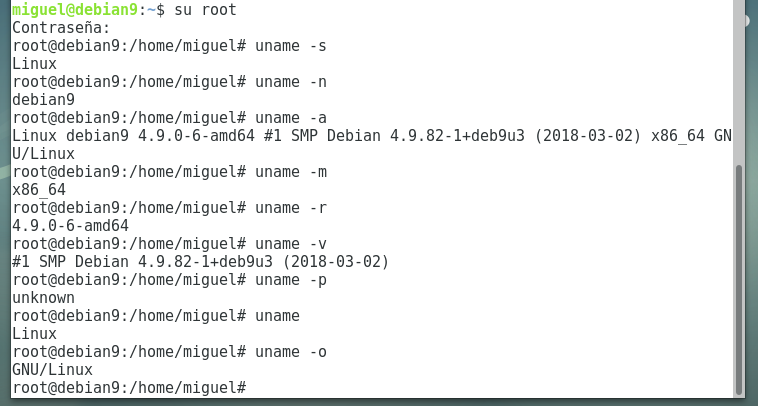 miguel@debian9:~$ su root
Contraseña:
root@debian9:/home/miguel# uname -s
Linux
root@debian9:/home/miguel# uname -n
debian9
root@debian9:/home/miguel# uname -a
Linux debian9 4.9.0-6-amd64 #1 SMP Debian 4.9.82-1+deb9u3 (2018-03-02) x86_64 GN
U/Linux
root@debian9:/home/miguel# uname -m
x86_64
root@debian9:/home/miguel# uname -r
4.9.0-6-amd64
root@debian9:/home/miguel# uname -v
#1 SMP Debian 4.9.82-1+deb9u3 (2018-03-02)
root@debian9:/home/miguel# uname -p
unknown
root@debian9:/home/miguel# uname
Linux
root@debian9:/home/miguel# uname -o
GNU/Linux
root@debian9:/home/miguel#